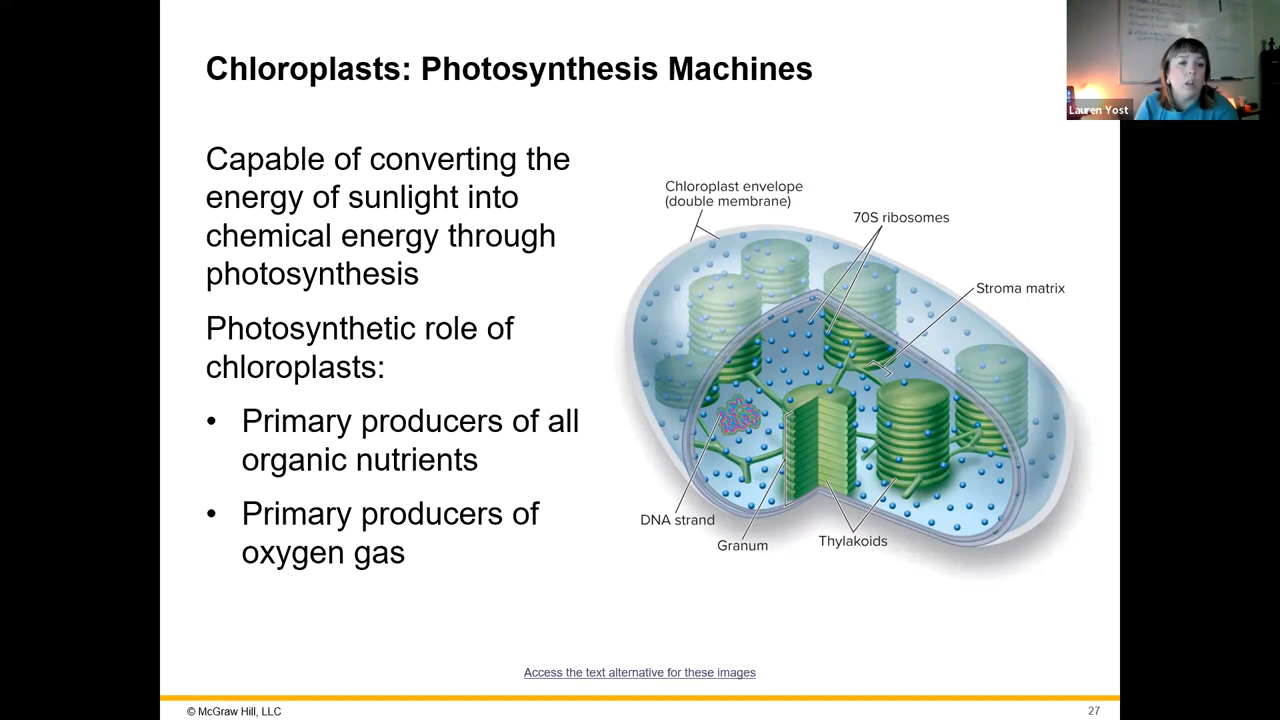 Chloroplasts: Photosynthesis Machines
Lauren Yost
Capable of converting the
energy of sunlight into
chemical energy through
photosynthesis
Photosynthetic role of
chloroplasts:
• Primary producers of all
organic nutrients
• Primary producers of
oxygen gas
Chloroplast envelope
(double membrane)
70S ribosomes
Stroma matrix
DNA strand
Granum
Thylakoids
Access the text alternative for these images
© McGraw Hill, LLC
27